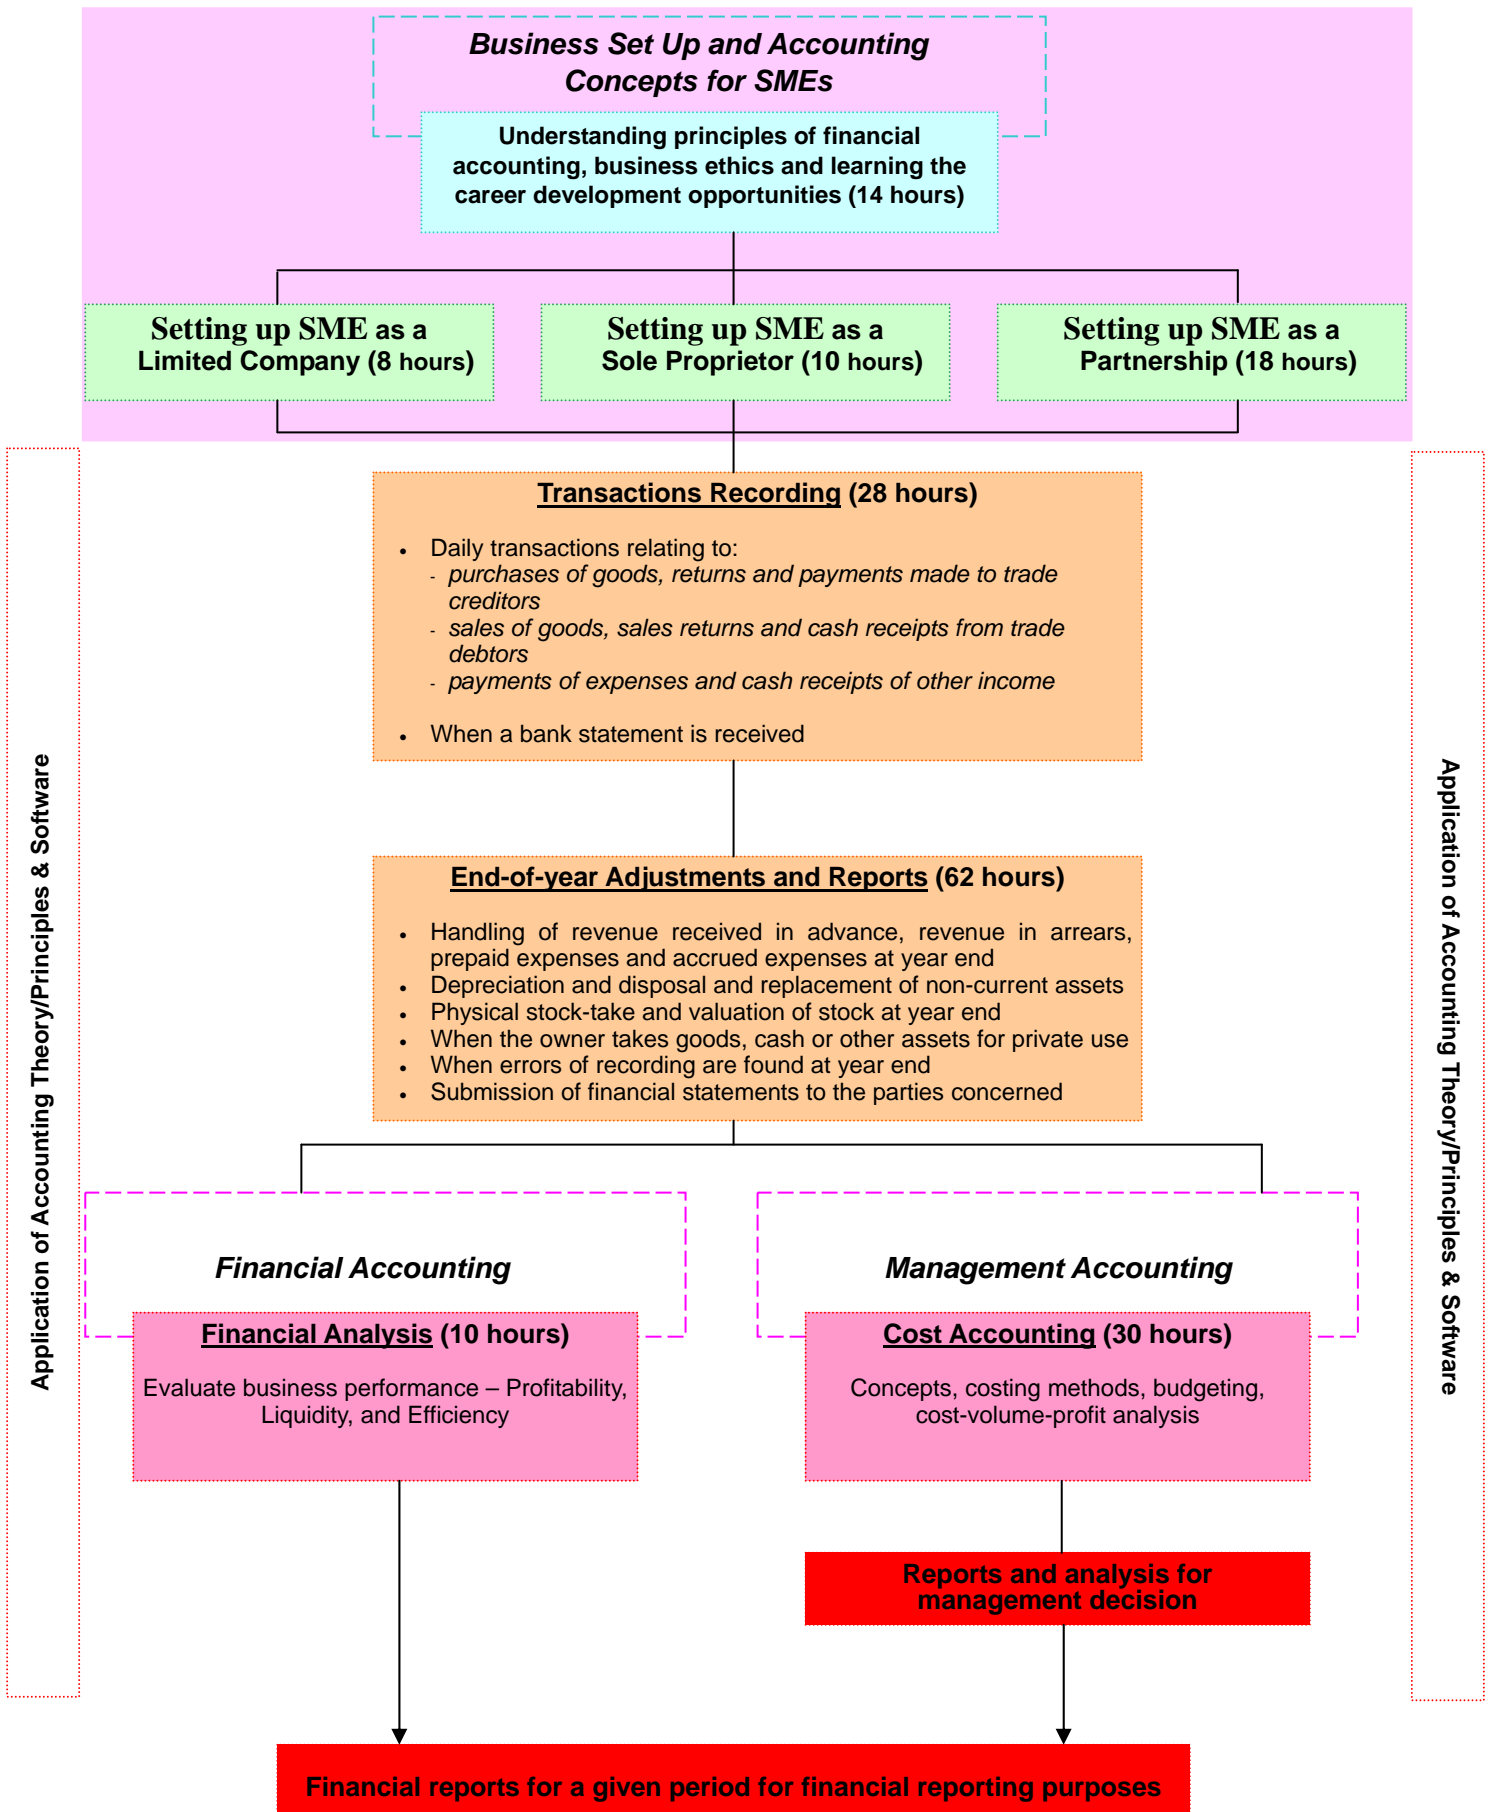 Business Set Up and Accounting
Concepts for SMEs
Understanding principles of financial
accounting, business ethics and learning the
career development opportunities (14 hours)
Setting up SME as a
Limited Company (8 hours)
Setting up SME as a
Sole Proprietor (10 hours)
Setting up SME as a
Partnership (18 hours)
Application of Accounting Theory/Principles & Software
Transactions Recording (28 hours)
• Daily transactions relating to:
- purchases of goods, returns and payments made to trade
creditors
- sales of goods, sales returns and cash receipts from trade
debtors
- payments of expenses and cash receipts of other income
• When a bank statement is received
End-of-year Adjustments and Reports (62 hours)
• Handling of revenue received in advance, revenue in arrears,
prepaid expenses and accrued expenses at year end
• Depreciation and disposal and replacement of non-current assets
• Physical stock-take and valuation of stock at year end
• When the owner takes goods, cash or other assets for private use
• When errors of recording are found at year end
• Submission of financial statements to the parties concerned
Application of Accounting Theory/Principles & Software
Financial Accounting
Financial Analysis (10 hours)
Evaluate business performance – Profitability,
Liquidity, and Efficiency
Management Accounting
Cost Accounting (30 hours)
Concepts, costing methods, budgeting,
cost-volume-profit analysis
Reports and analysis for
management decision
Financial reports for a given period for financial reporting purposes